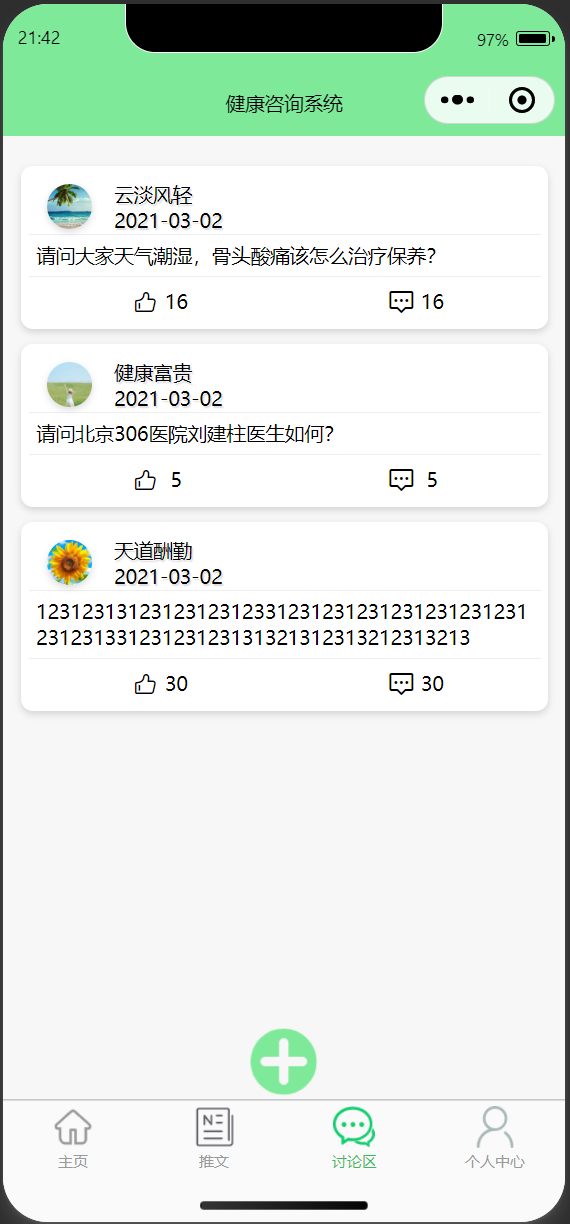 21:42
97%
健康咨询系统
云淡风轻
2021-03-02
请问大家天气潮湿，骨头酸痛该怎么治疗保养？
16 16
健康富贵
2021-03-02
请问北京306医院刘建柱医生如何？
5 5
天道酬勤
2021-03-02
12312313123123123123312312312312312312312312312
231231331231231231313213123132123132​13
30 30
主页 推文 讨论区 个人中心